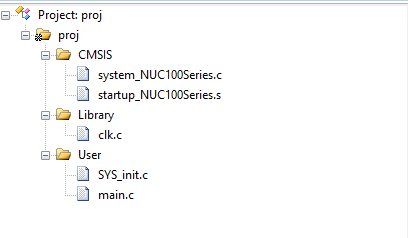 Project: proj
proj
CMSIS
system_NUC100Series.c
startup_NUC100Series.s
Library
clk.c
User
SYS_init.c
main.c